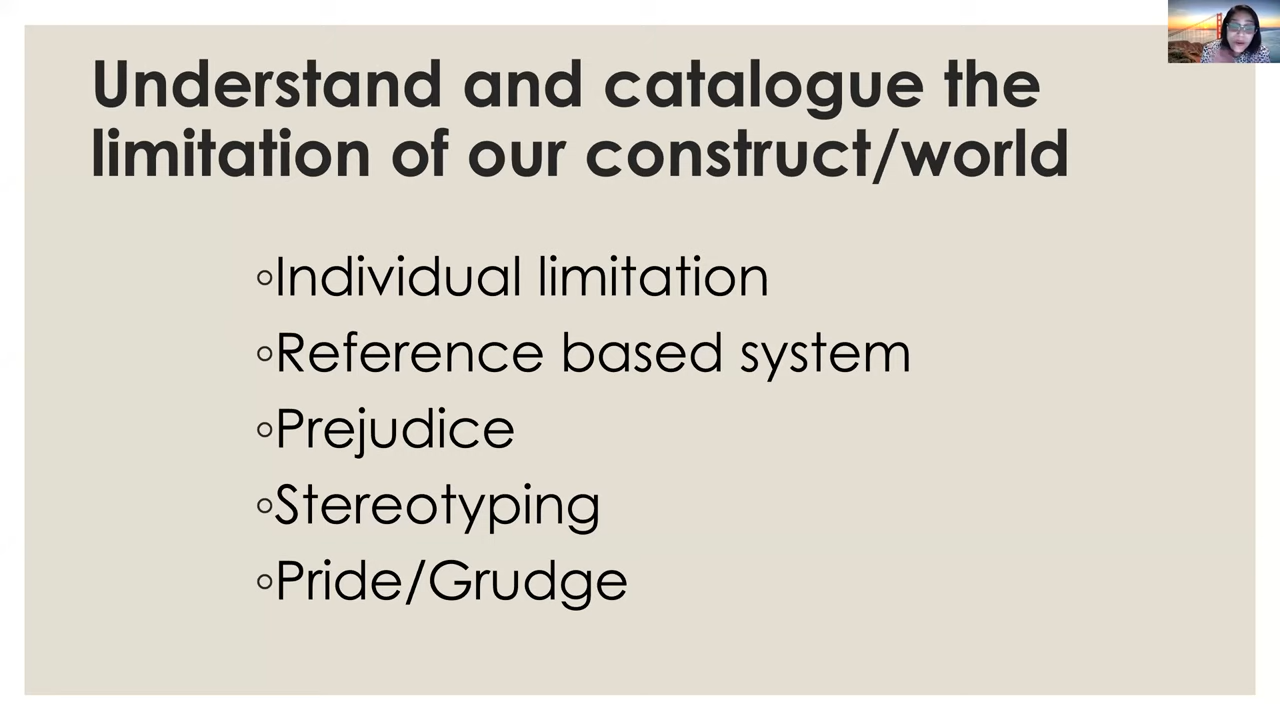 Understand and catalogue the
limitation of our construct/world
◦Individual limitation
◦Reference based system
◦Prejudice
◦Stereotyping
◦Pride/Grudge